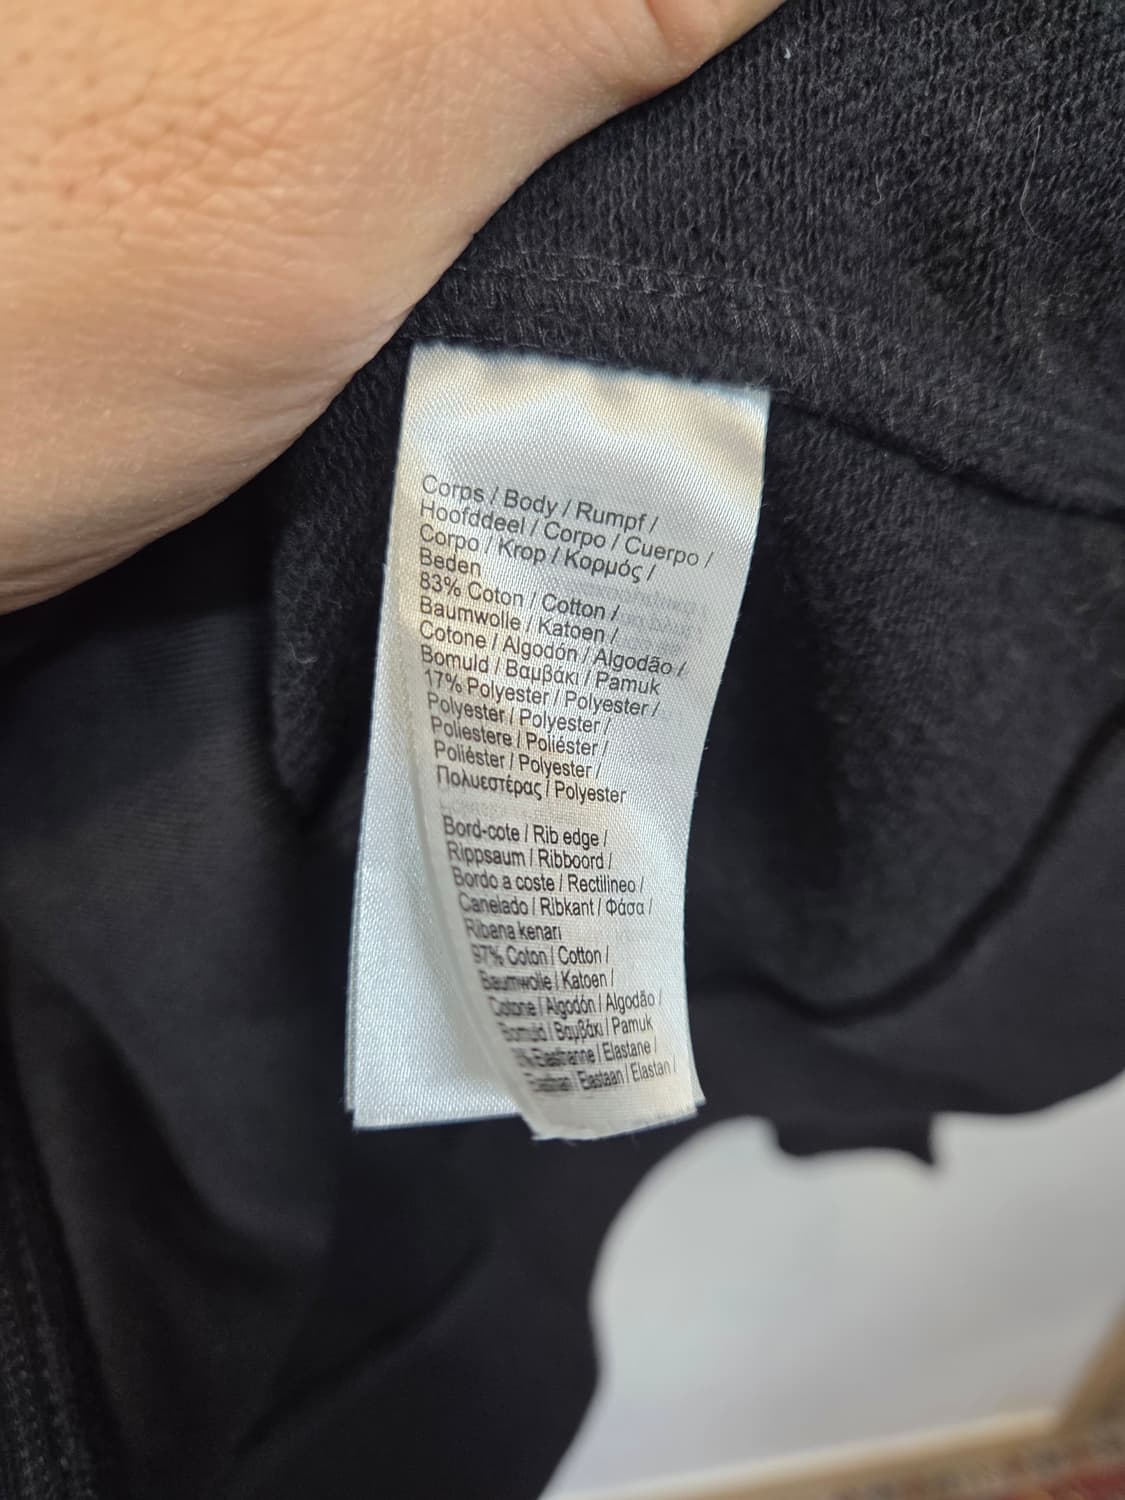 Corps / Body / Rumpf /
Hoofddeel / Corpo / Cuerpo /
Corpo / Krop / Κορμός /
Beden
83% Coton / Cotton /
Baumwolle / Katoen /
Cotone / Algodón / Algodão /
Bomuld / Βαμβάκι / Pamuk
17% Polyester / Polyester /
Polyester / Polyester /
Poliestere / Poliéster /
Poliéster / Polyester /
Πολυεστέρας / Polyester
Bord-cote / Rib edge /
Rippsaum / Ribboord /
Bordo a coste / Rectilineo /
Canelado / Ribkant / Φάσα /
Ribana kenari
97% Coton / Cotton /
Baumwolle / Katoen /
Cotone / Algodón / Algodão /
Bomuld / Βαμβάκι / Pamuk
Elasthanne / Elastane /
Elasthan / Elastaan / Elastan /